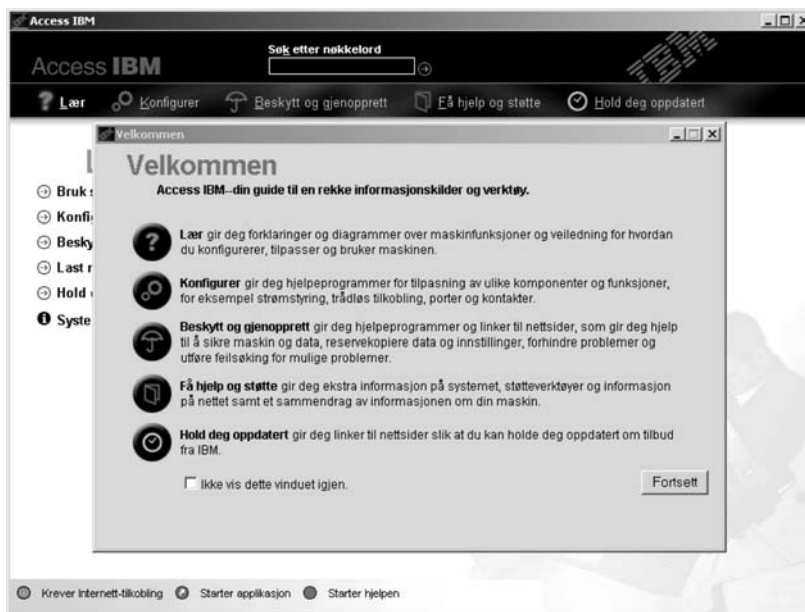 Access IBM
Søk etter nøkkelord
Access IBM
IBM
Lær Konfigurer Beskytt og gjenopprett Få hjelp og støtte Hold deg oppdatert
Velkommen
Velkommen
Access IBM--din guide til en rekke informasjonskilder og verktøy.
Bruk
Konfi
Besky
Last
Hold
Syste
Lær gir deg forklaringer og diagrammer over maskinfunksjoner og veiledning for hvordan
du konfigurerer, tilpasser og bruker maskinen.
Konfigurer gir deg hjelpeprogrammer for tilpasning av ulike komponenter og funksjoner,
for eksempel strømstyring, trådløs tilkobling, porter og kontakter.
Beskytt og gjenopprett gir deg hjelpeprogrammer og linker til nettsider, som gir deg hjelp
til å sikre maskin og data, reservekopiere data og innstillinger, forhindre problemer og
utføre feilsøking for mulige problemer.
Få hjelp og støtte gir deg ekstra informasjon på systemet, støtteverktøyer og informasjon
på nettet samt et sammendrag av informasjonen om din maskin.
Hold deg oppdatert gir deg linker til nettsider slik at du kan holde deg oppdatert om tilbud
fra IBM.
Ikke vis dette vinduet igjen.
Fortsett
Krever Internett-tilkobling Starter applikasjon Starter hjelpen